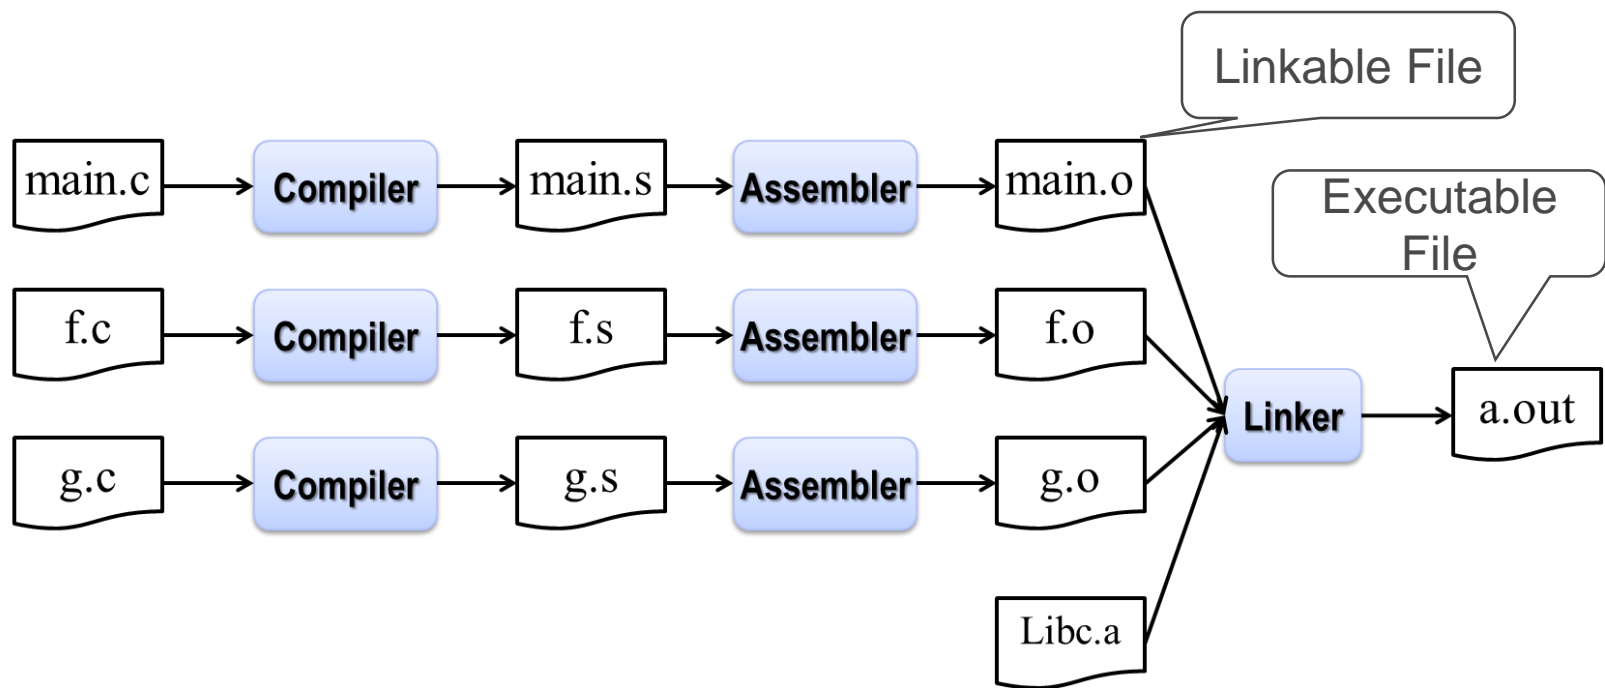 Linkable File
main.c
Compiler
main.s
Assembler
main.o
Executable
File
f.c
Compiler
f.s
Assembler
f.o
Linker
a.out
g.c
Compiler
g.s
Assembler
g.o
Libc.a